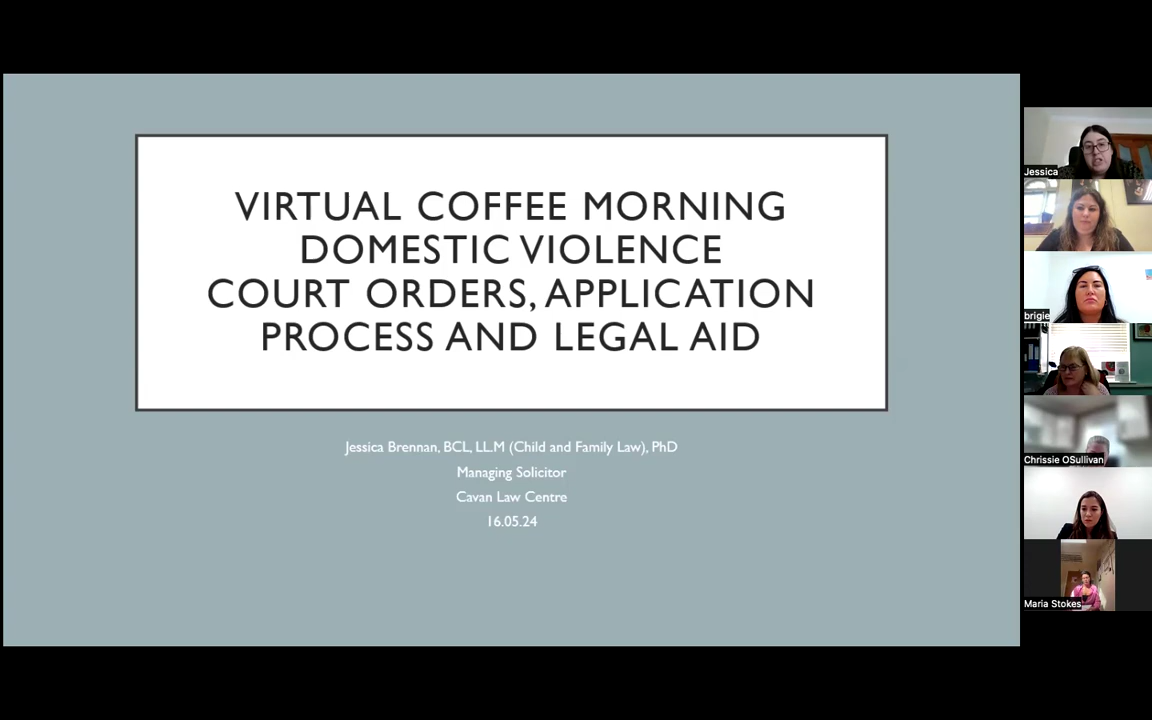 VIRTUAL COFFEE MORNING
DOMESTIC VIOLENCE
COURT ORDERS, APPLICATION
PROCESS AND LEGAL AID
Jessica Brennan, BCL, LL.M (Child and Family Law), PhD
Managing Solicitor
Cavan Law Centre
16.05.24
Jessica
brigie
Chrissie OSullivan
Maria Stokes